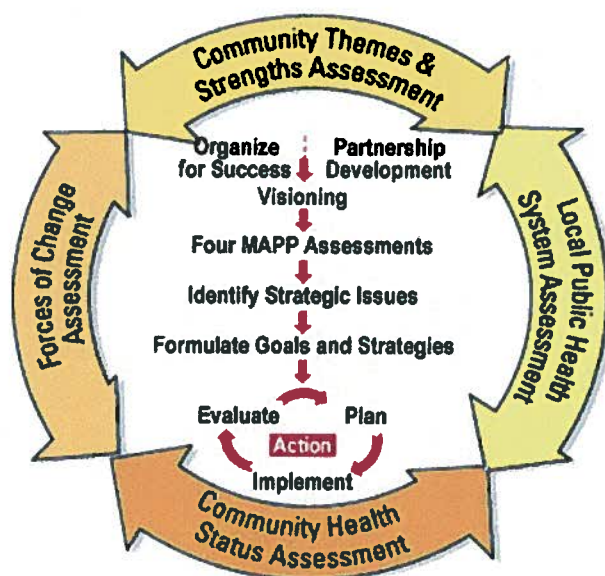 Community Themes &
Strengths Assessment
Organize
for Success
Partnership
Development
Visioning
Four MAPP Assessments
Identify Strategic Issues
Formulate Goals and Strategies
Evaluate
Plan
Action
Implement
Forces of Change
Assessment
Local Public Health
System Assessment
Community Health
Status Assessment